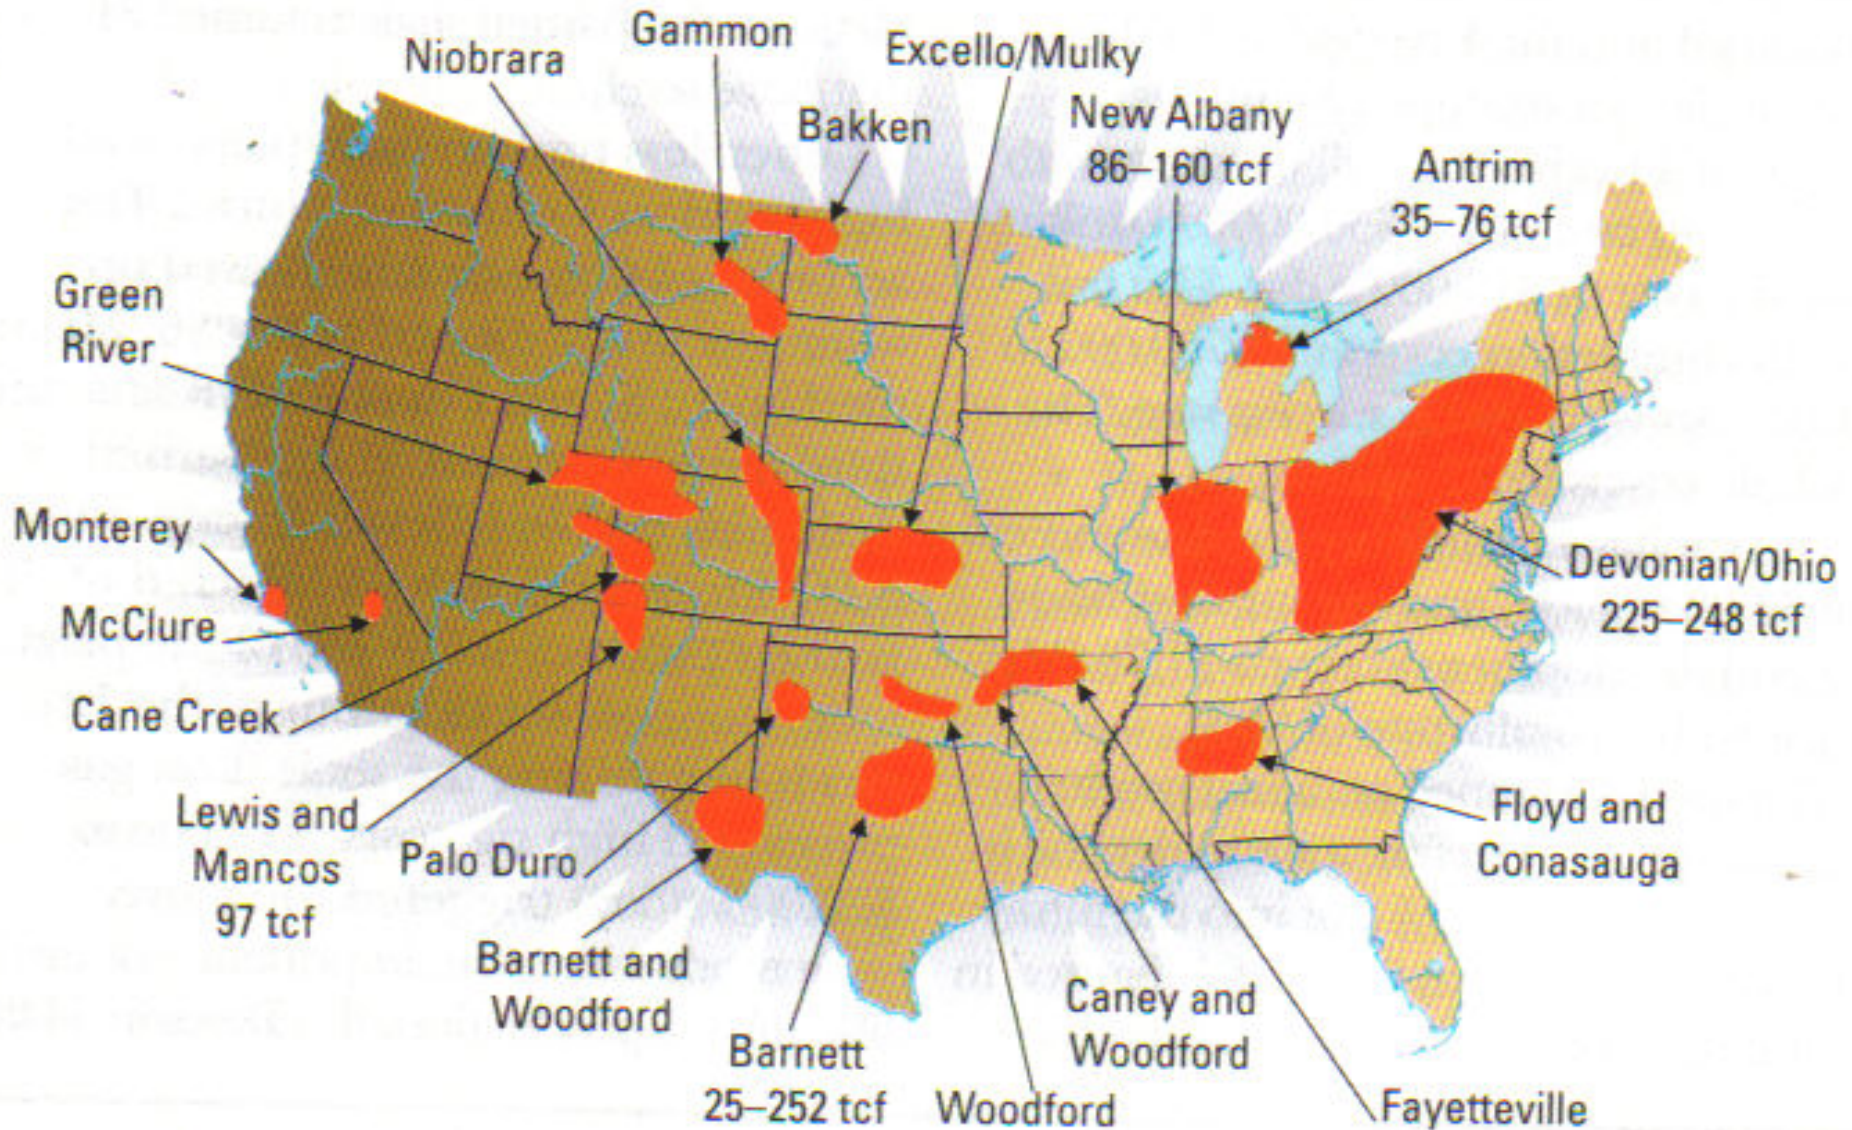 Gammon
Niobrara
Excello/Mulky
Bakken
New Albany
86–160 tcf
Antrim
35–76 tcf
Green
River
Monterey
McClure
Devonian/Ohio
225–248 tcf
Cane Creek
Lewis and
Mancos
97 tcf
Palo Duro
Floyd and
Conasauga
Barnett and
Woodford
Caney and
Woodford
Barnett
25–252 tcf
Woodford
Fayetteville